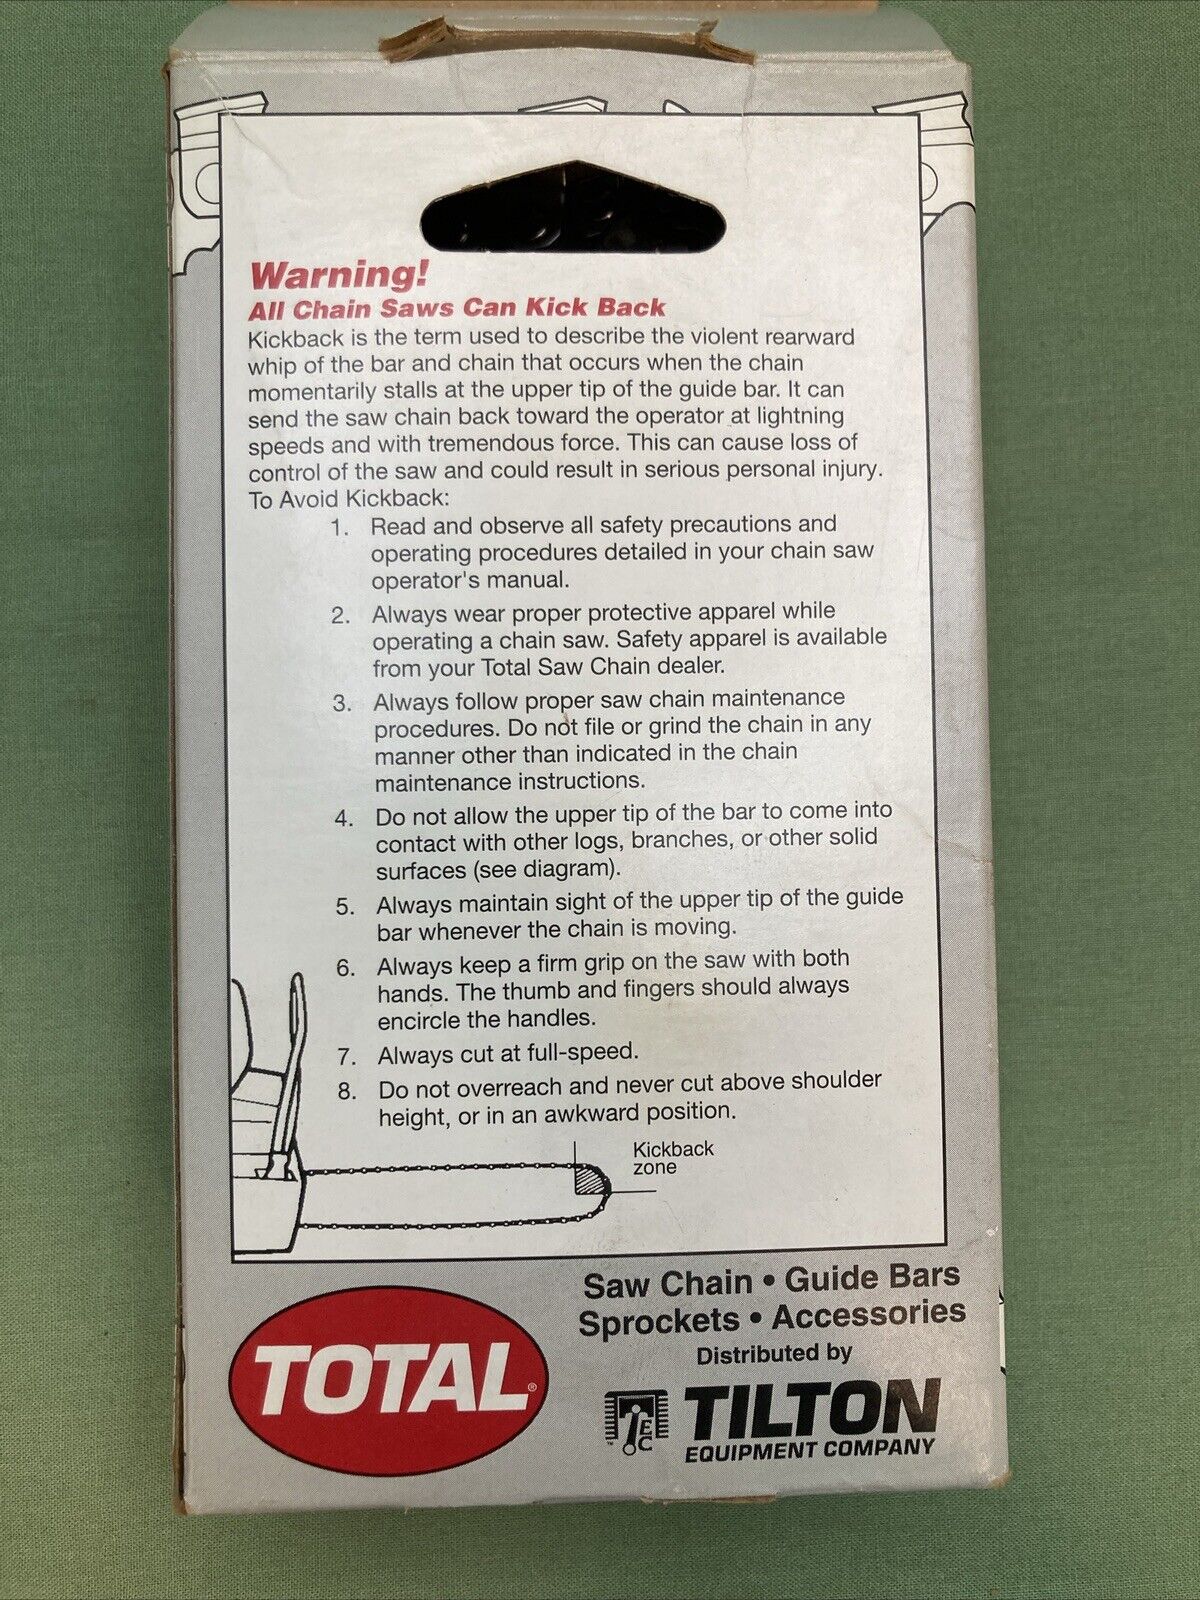 Warning!
All Chain Saws Can Kick Back
Kickback is the term used to describe the violent rearward
whip of the bar and chain that occurs when the chain
momentarily stalls at the upper tip of the guide bar. It can
send the saw chain back toward the operator at lightning
speeds and with tremendous force. This can cause loss of
control of the saw and could result in serious personal injury.
To Avoid Kickback:
1. Read and observe all safety precautions and
operating procedures detailed in your chain saw
operator's manual.
2. Always wear proper protective apparel while
operating a chain saw. Safety apparel is available
from your Total Saw Chain dealer.
3. Always follow proper saw chain maintenance
procedures. Do not file or grind the chain in any
manner other than indicated in the chain
maintenance instructions.
4. Do not allow the upper tip of the bar to come into
contact with other logs, branches, or other solid
surfaces (see diagram).
5. Always maintain sight of the upper tip of the guide
bar whenever the chain is moving.
6. Always keep a firm grip on the saw with both
hands. The thumb and fingers should always
encircle the handles.
7. Always cut at full-speed.
8. Do not overreach and never cut above shoulder
height, or in an awkward position.
Kickback
zone
Saw Chain • Guide Bars
Sprockets • Accessories
Distributed by
TOTAL®
TEC™
TILTON
EQUIPMENT COMPANY